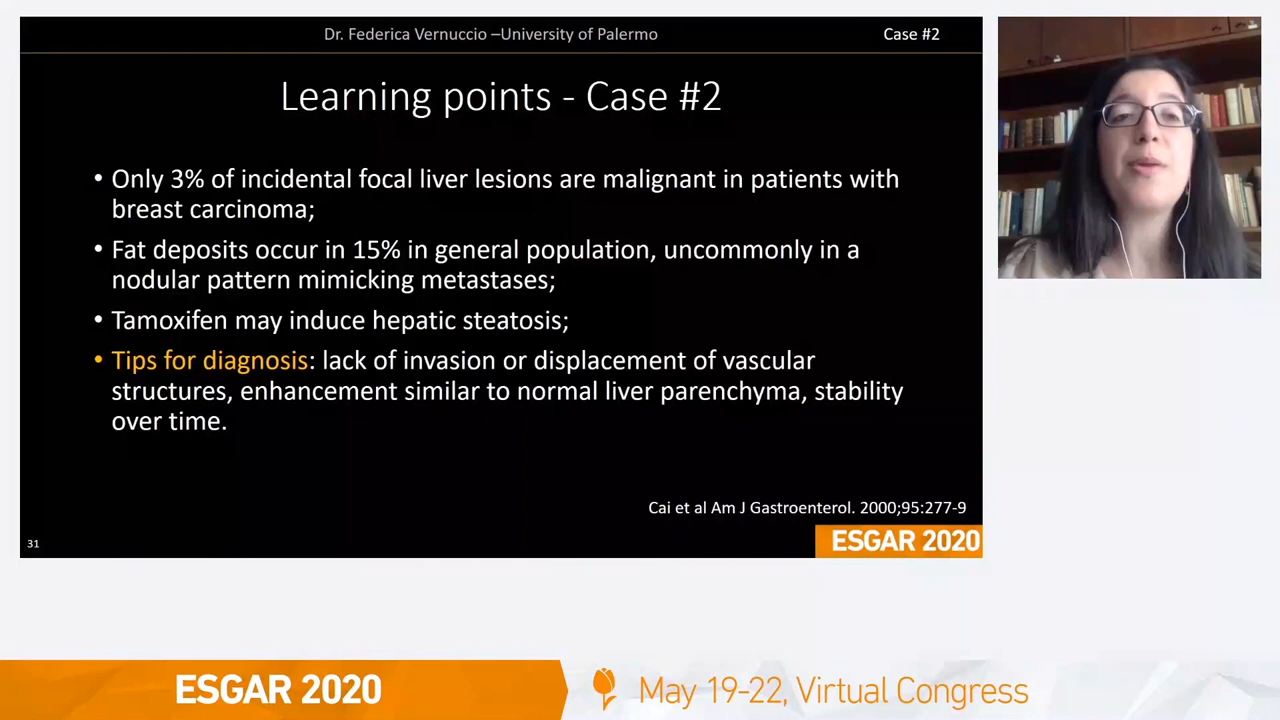 Dr. Federica Vernuccio –University of Palermo
Case #2
Learning points - Case #2
• Only 3% of incidental focal liver lesions are malignant in patients with
breast carcinoma;
• Fat deposits occur in 15% in general population, uncommonly in a
nodular pattern mimicking metastases;
• Tamoxifen may induce hepatic steatosis;
• Tips for diagnosis: lack of invasion or displacement of vascular
structures, enhancement similar to normal liver parenchyma, stability
over time.
Cai et al Am J Gastroenterol. 2000;95:277-9
31
ESGAR 2020
ESGAR 2020
May 19-22, Virtual Congress